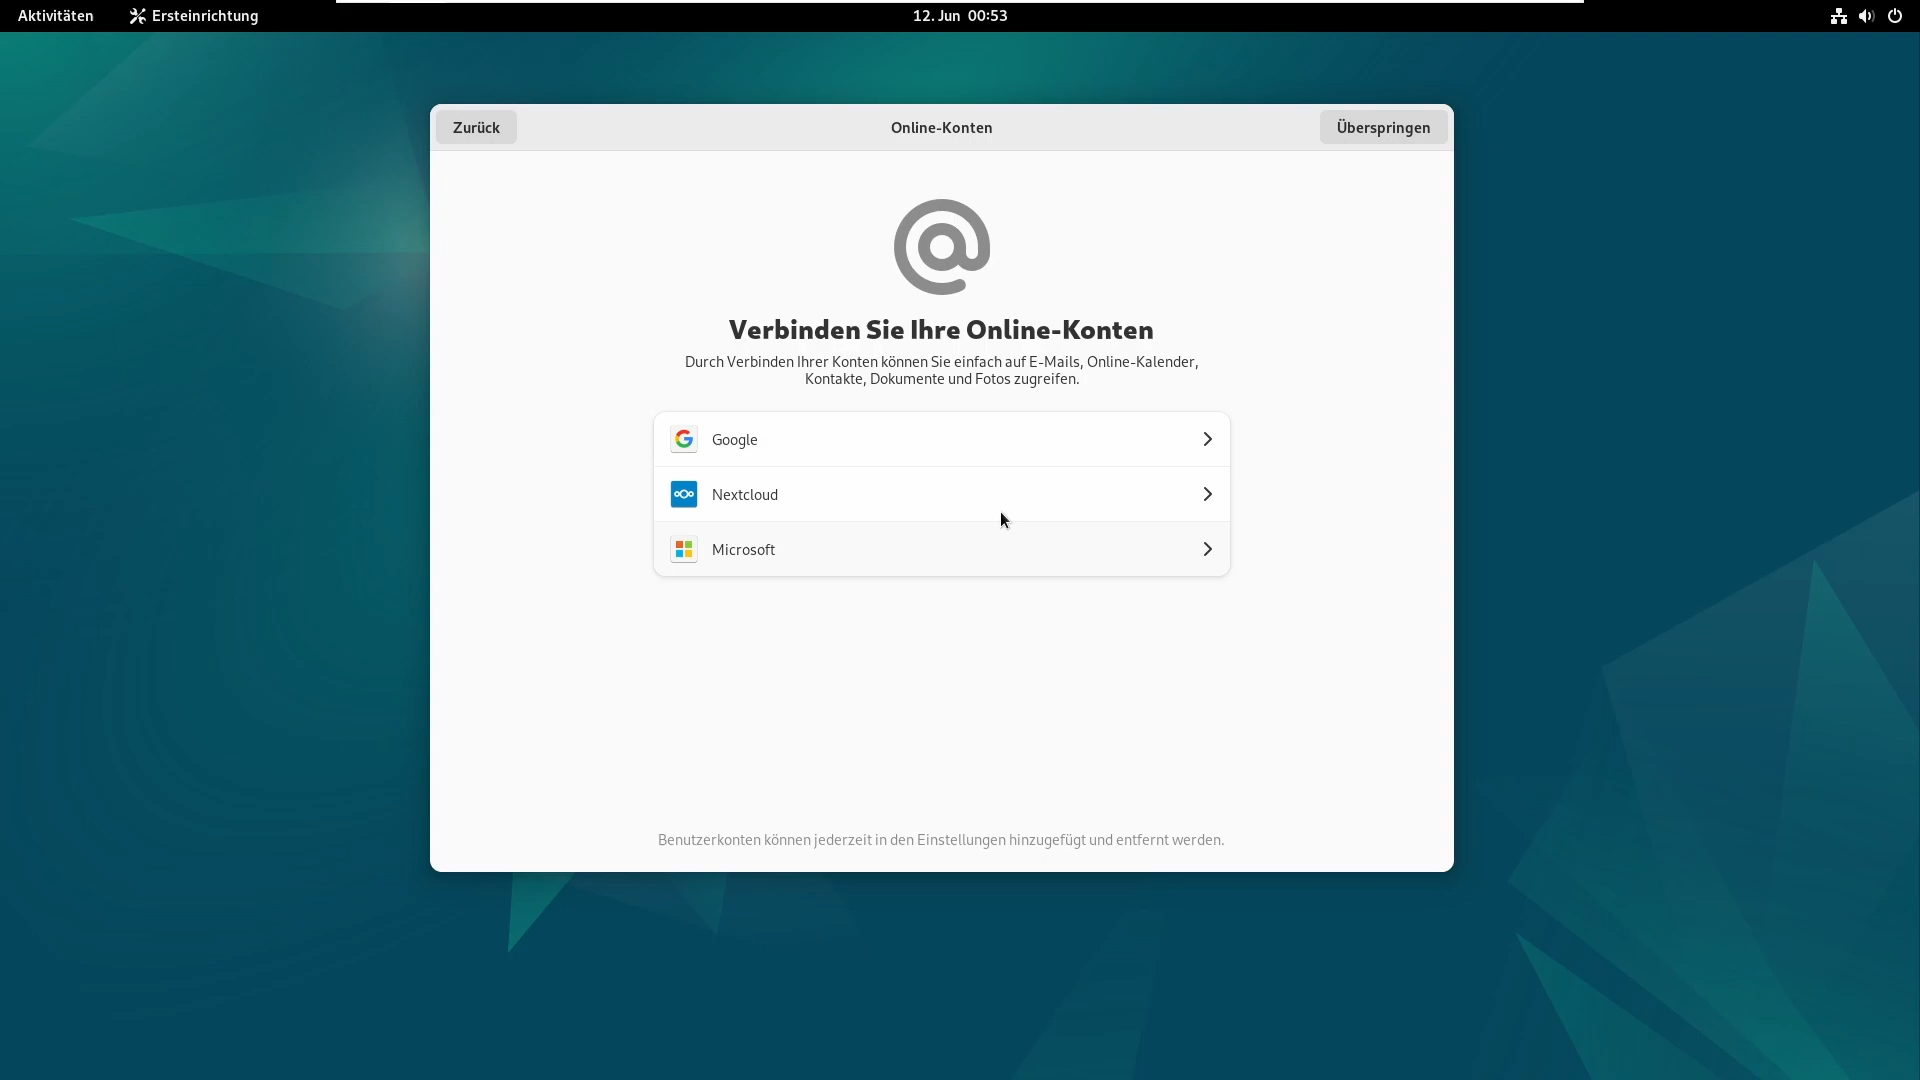 Aktivitäten
Ersteinrichtung
12. Jun 00:53
Zurück
Online-Konten
Überspringen
Verbinden Sie Ihre Online-Konten
Durch Verbinden Ihrer Konten können Sie einfach auf E-Mails, Online-Kalender,
Kontakte, Dokumente und Fotos zugreifen.
Google
Nextcloud
Microsoft
Benutzerkonten können jederzeit in den Einstellungen hinzugefügt und entfernt werden.